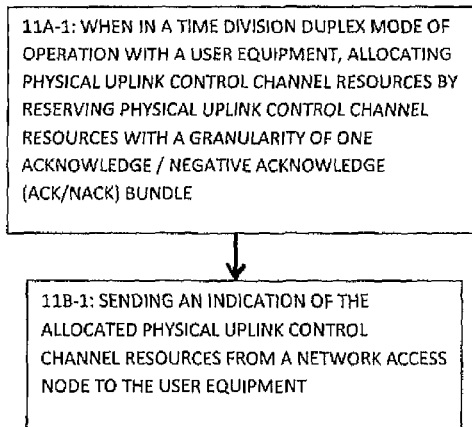 11A-1: WHEN IN A TIME DIVISION DUPLEX MODE OF
OPERATION WITH A USER EQUIPMENT, ALLOCATING
PHYSICAL UPLINK CONTROL CHANNEL RESOURCES BY
RESERVING PHYSICAL UPLINK CONTROL CHANNEL
RESOURCES WITH A GRANULARITY OF ONE
ACKNOWLEDGE / NEGATIVE ACKNOWLEDGE
(ACK/NACK) BUNDLE
11B-1: SENDING AN INDICATION OF THE
ALLOCATED PHYSICAL UPLINK CONTROL
CHANNEL RESOURCES FROM A NETWORK ACCESS
NODE TO THE USER EQUIPMENT